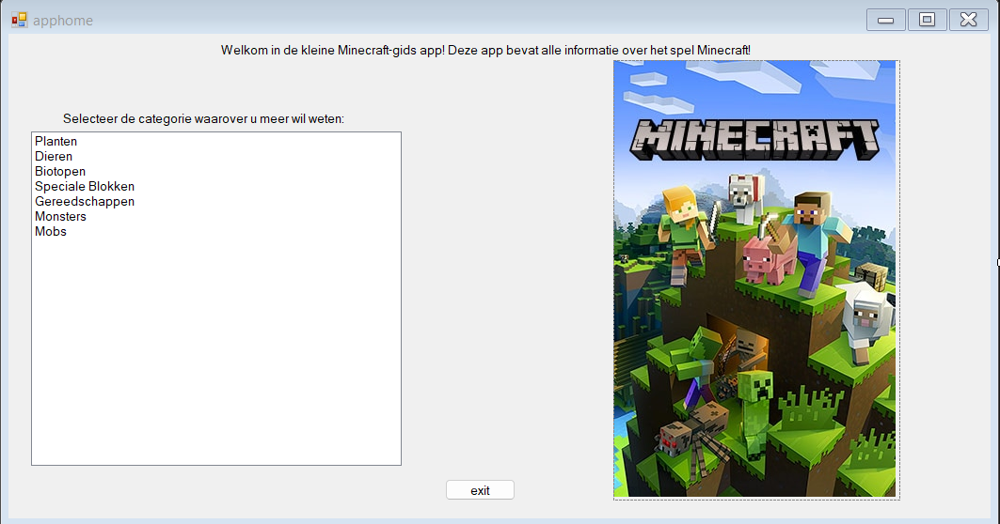 apphome
Welkom in de kleine Minecraft-gids app! Deze app bevat alle informatie over het spel Minecraft!
MINECRAFT
Selecteer de categorie waarover u meer wil weten:
Planten
Dieren
Biotopen
Speciale Blokken
Gereedschappen
Monsters
Mobs
exit